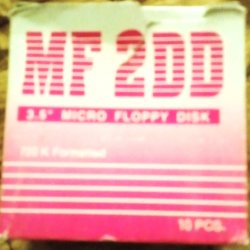 MF 2DD
3.5" MICRO FLOPPY DISK
720 K Formatted
10 PCS.